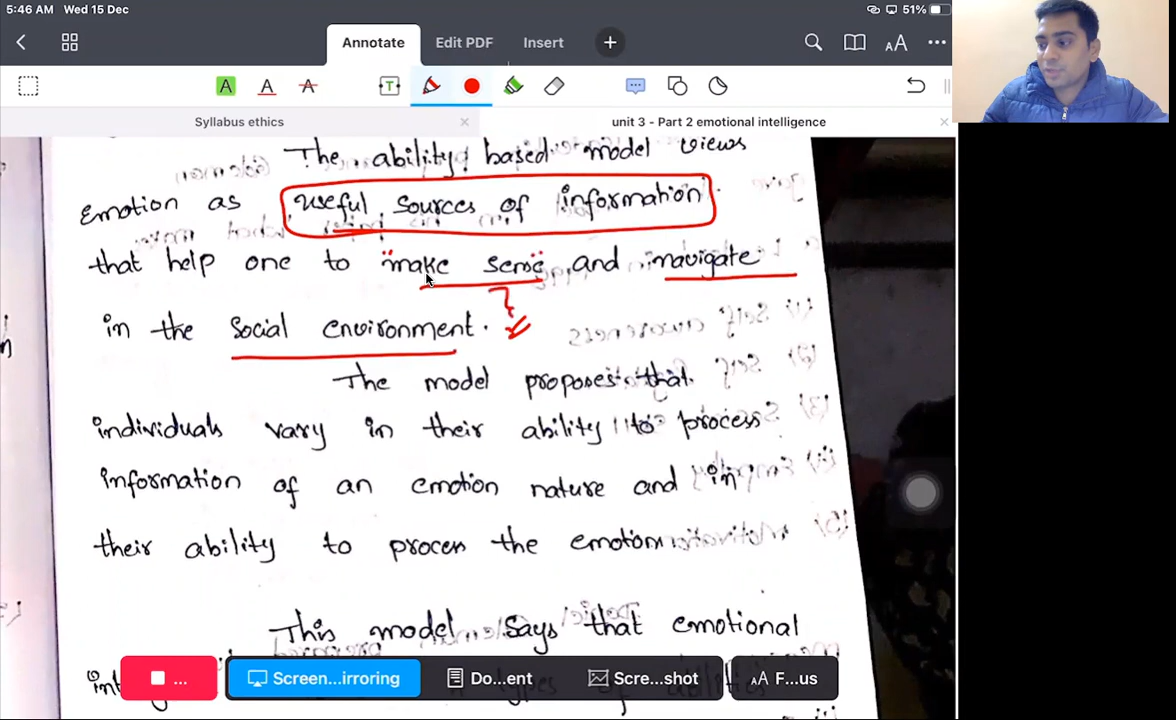 5:46 AM Wed 15 Dec
51%
Annotate
Edit PDF
Insert
AA
A A A T
Syllabus ethics
unit 3 - Part 2 emotional intelligence
The ability based model views
Emotion as useful sources of information
that help one to "make sense" and navigate
in the social environment.
The model proposes that
individuals vary in their ability to process
information of an emotion nature and in
their ability to process the emotion
This model says that emotional
... Screen...irroring Do...ent Scre...shot AA F...us